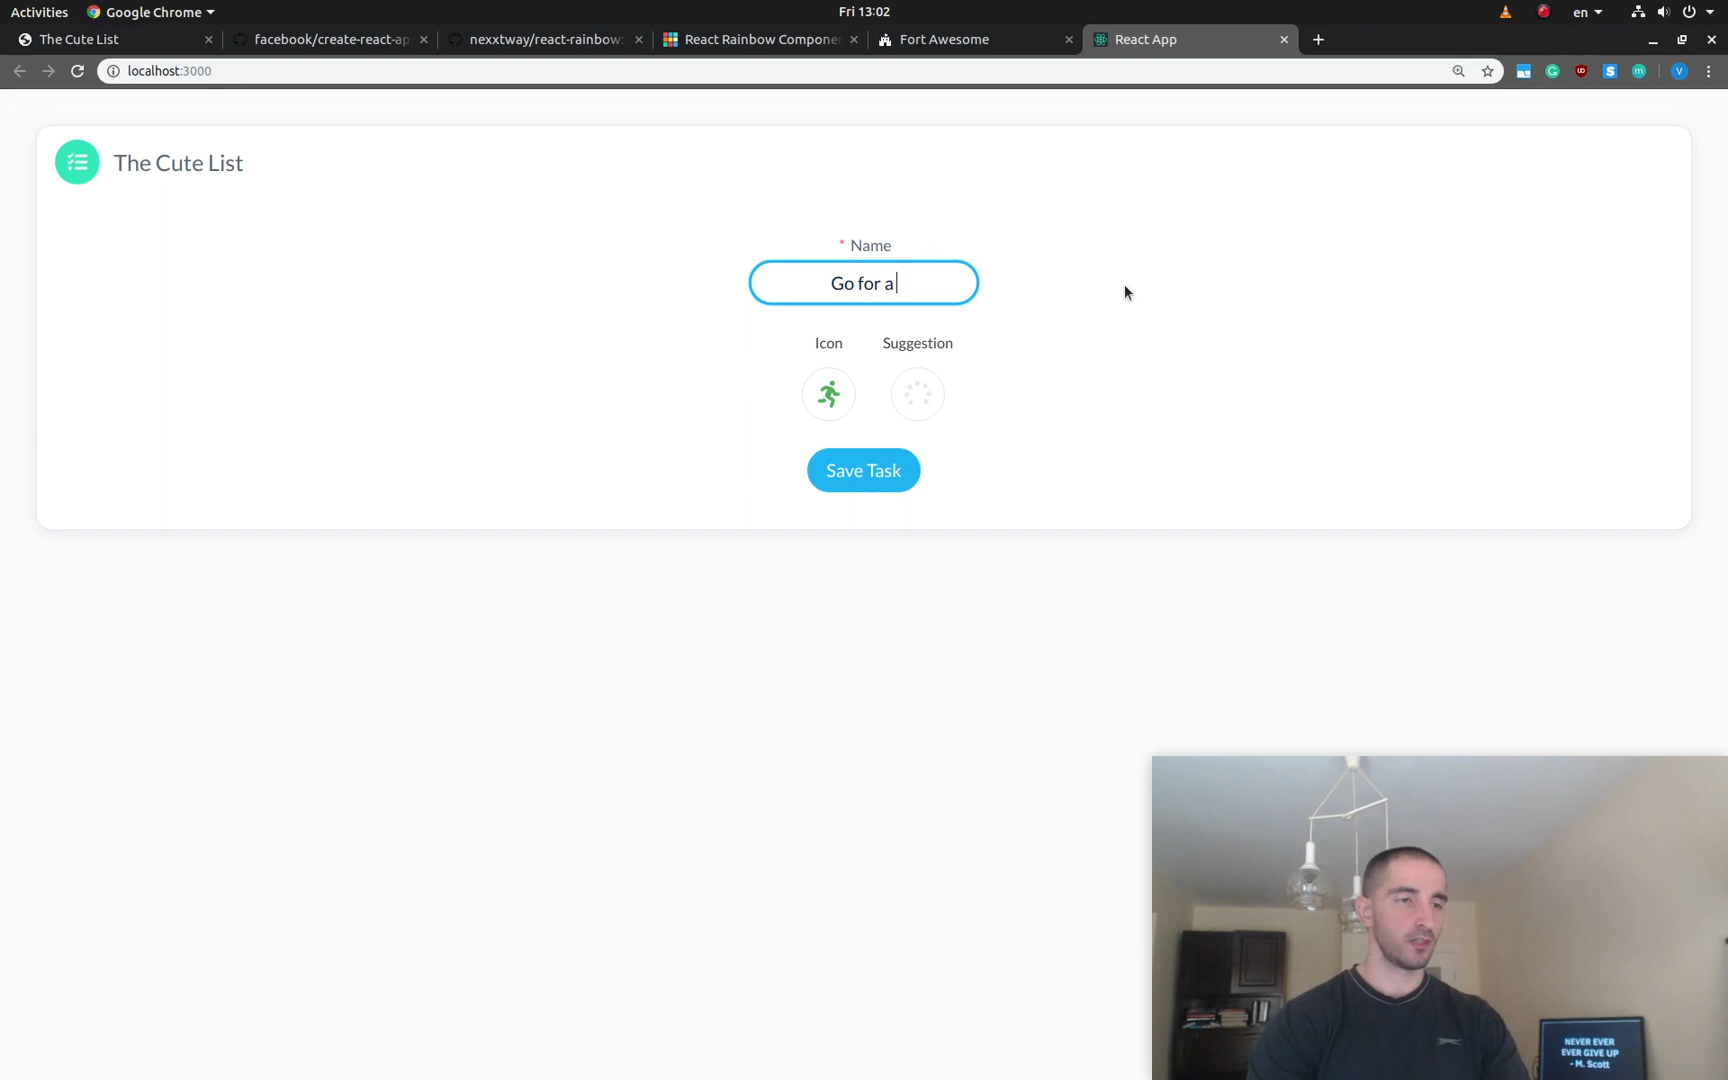 Activities
Google Chrome
Fri 13:02
en
The Cute List
facebook/create-react-ap
nexxtway/react-rainbow:
React Rainbow Compone
Fort Awesome
React App
localhost:3000
The Cute List
* Name
Go for a
Icon
Suggestion
Save Task
NEVER EVER
EVER GIVE UP
- M. Scott